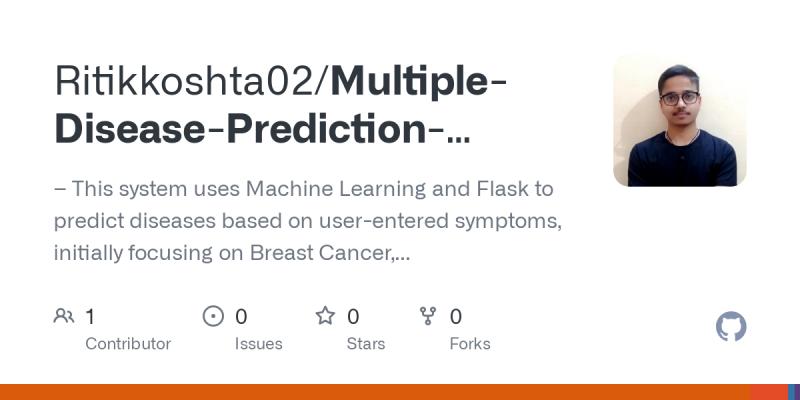 Ritikkoshta02/Multiple-
Disease-Prediction-...
– This system uses Machine Learning and Flask to
predict diseases based on user-entered symptoms,
initially focusing on Breast Cancer,...
1
Contributor
0
Issues
0
Stars
0
Forks